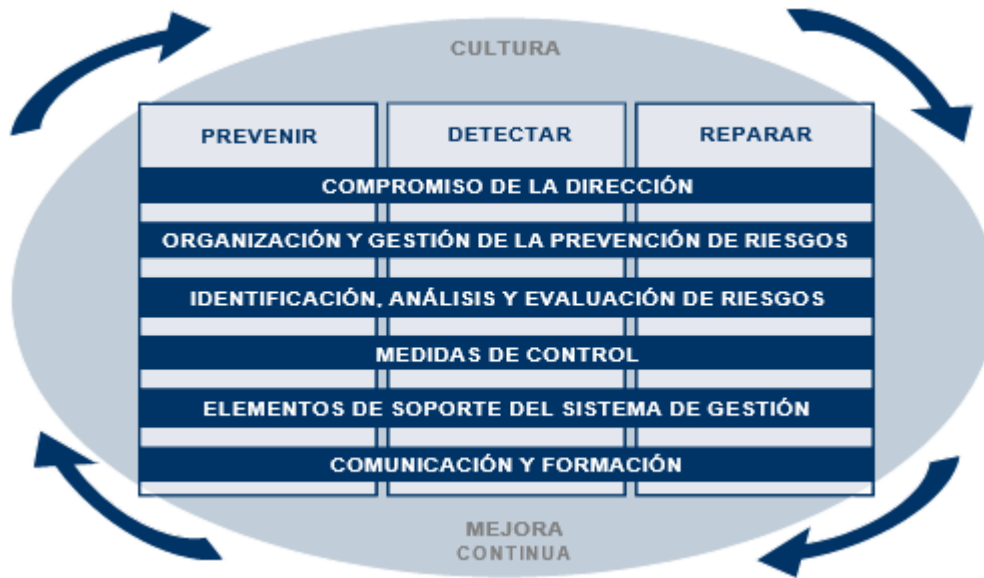 CULTURA
PREVENIR
DETECTAR
REPARAR
COMPROMISO DE LA DIRECCIÓN
ORGANIZACIÓN Y GESTIÓN DE LA PREVENCIÓN DE RIESGOS
IDENTIFICACIÓN, ANÁLISIS Y EVALUACIÓN DE RIESGOS
MEDIDAS DE CONTROL
ELEMENTOS DE SOPORTE DEL SISTEMA DE GESTIÓN
COMUNICACIÓN Y FORMACIÓN
MEJORA
CONTINUA